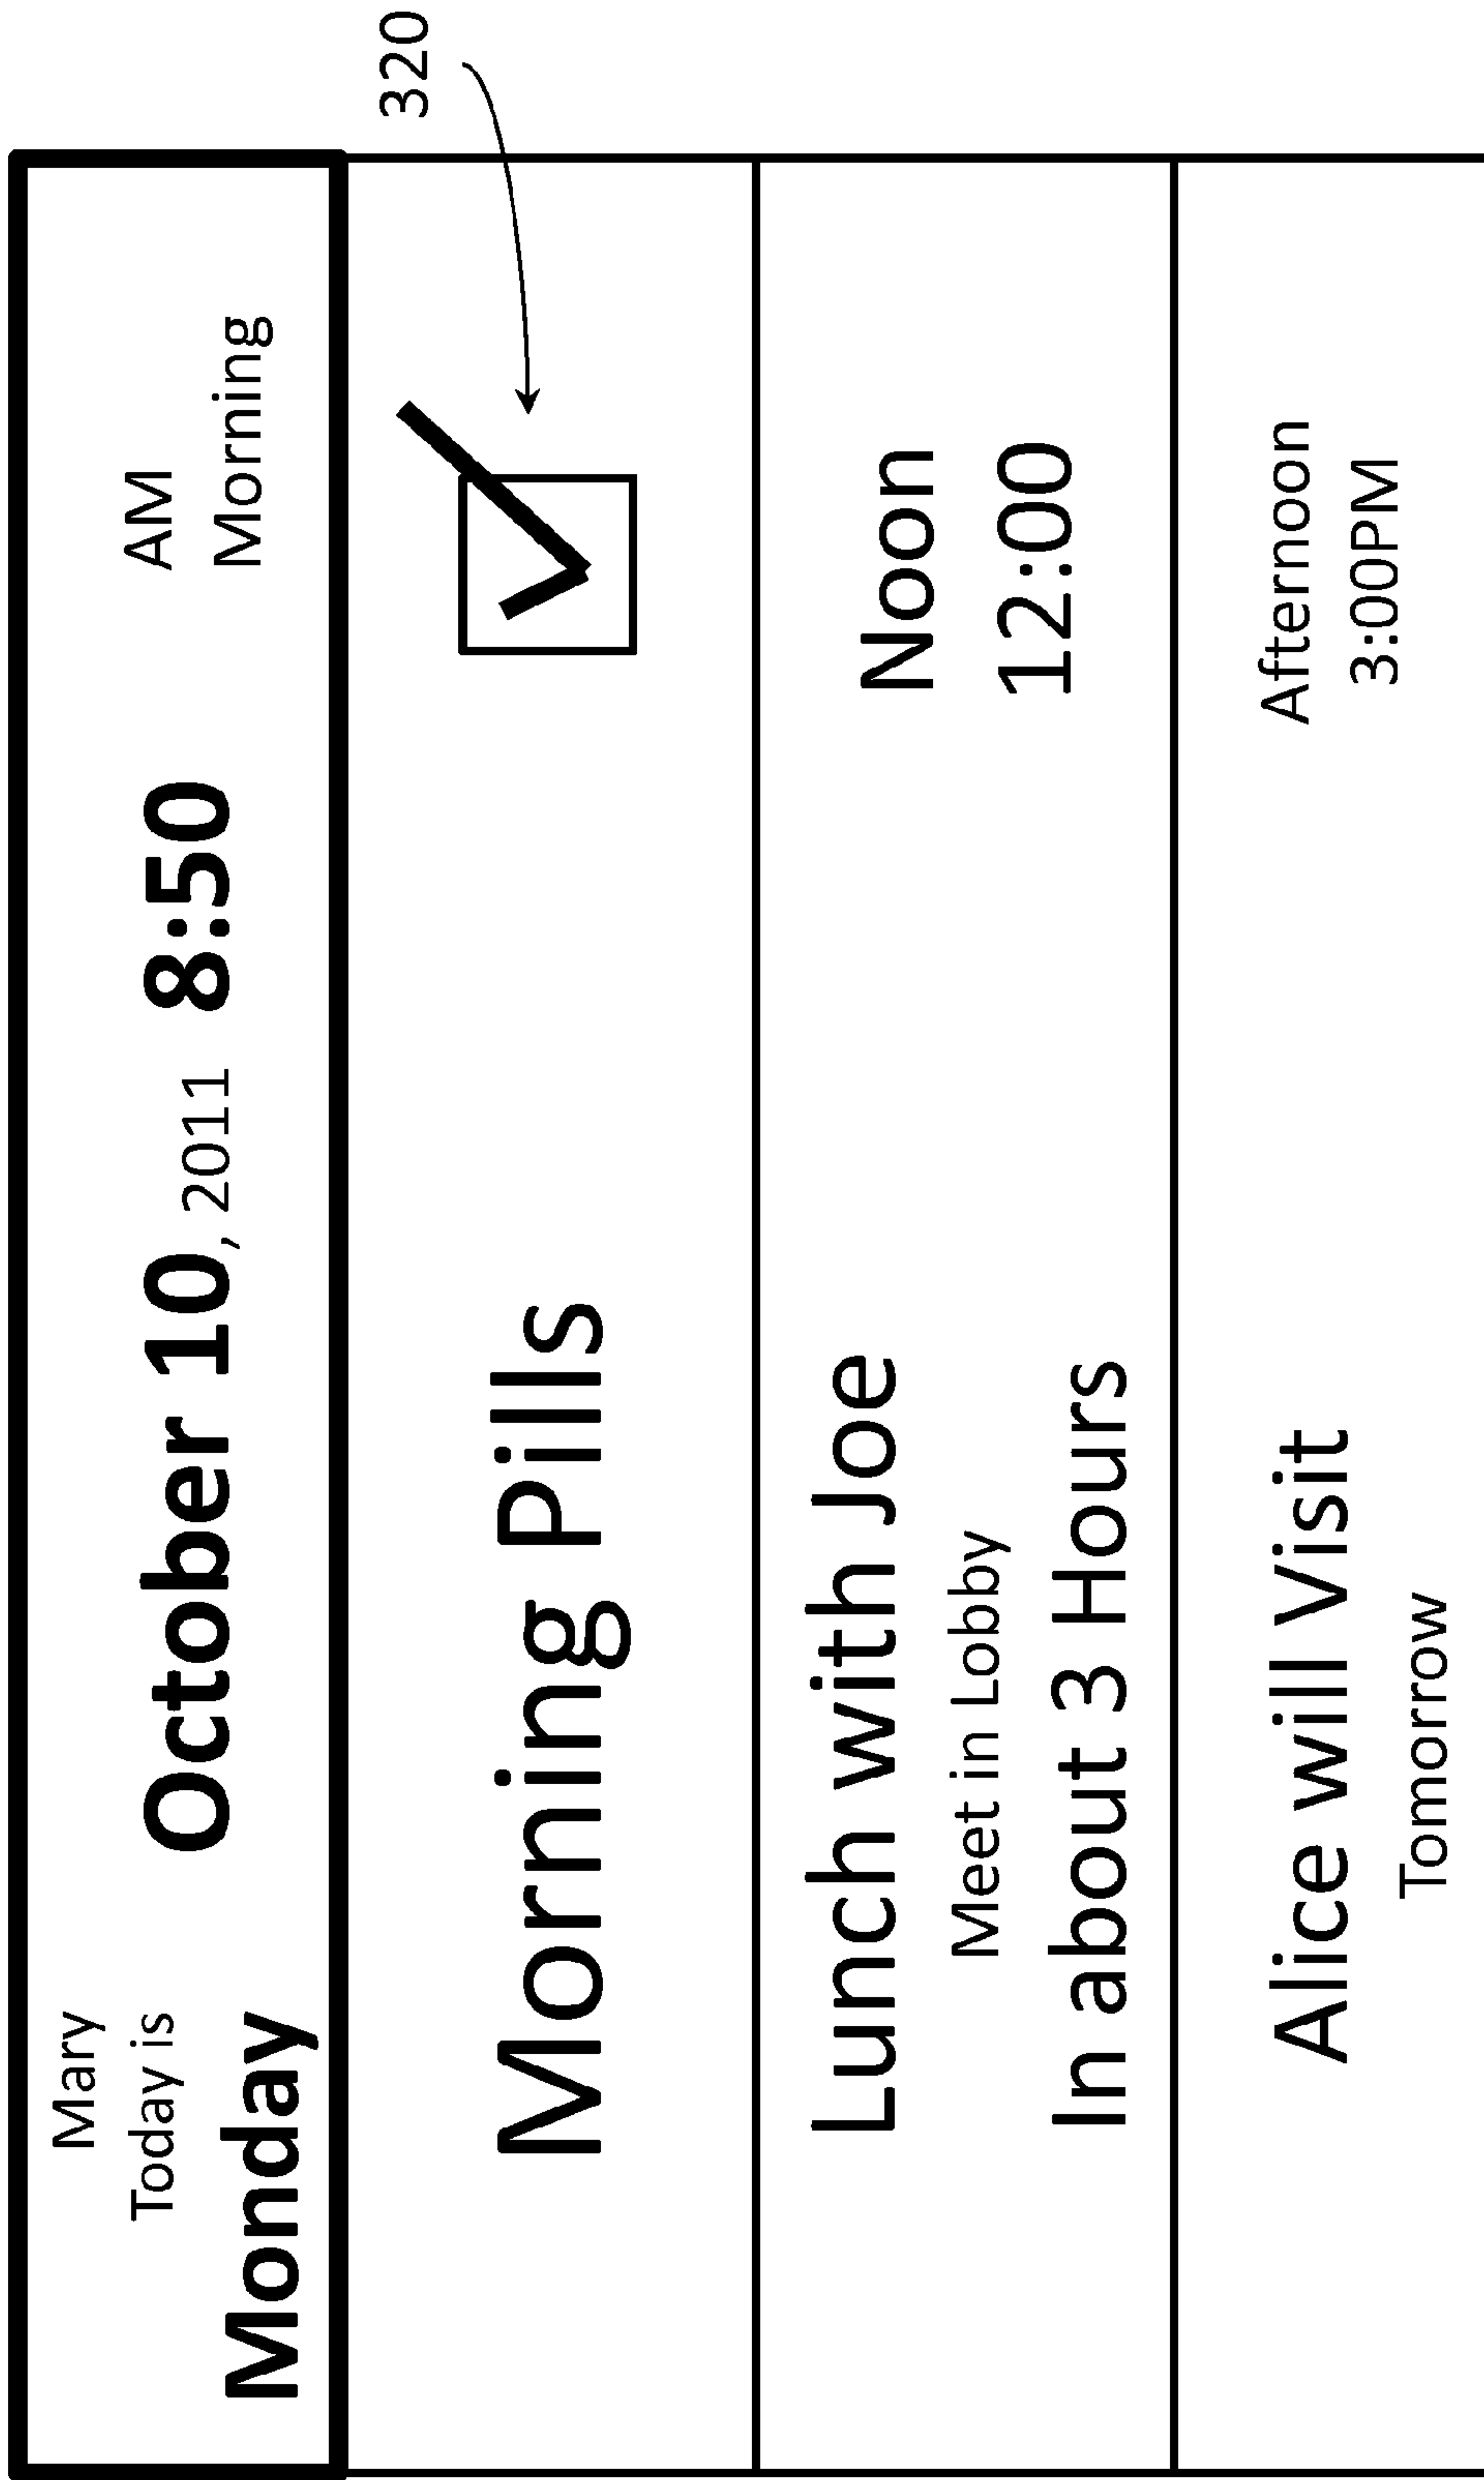 Mary
Today is
Monday
October 10, 2011 8:50
AM
Morning
320
Morning Pills
Lunch with Joe
Meet in Lobby
In about 3 Hours
Noon
12:00
Alice will Visit
Tomorrow
Afternoon
3:00PM